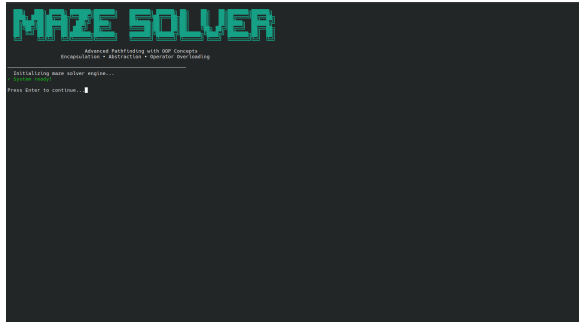 MAZE SOLVER
Advanced Pathfinding with OOP Concepts
Encapsulation • Abstraction • Operator Overloading
Initializing maze solver engine...
✓ System ready!
Press Enter to continue...